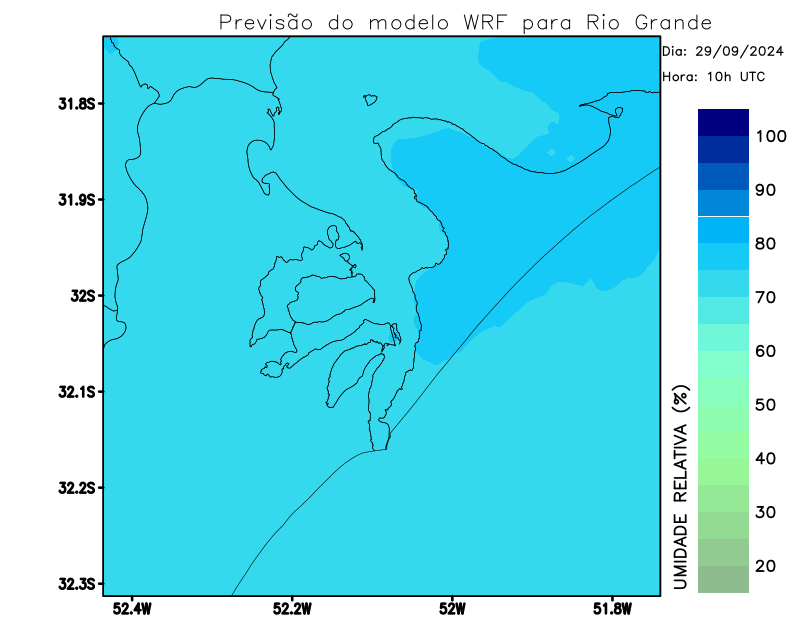 Previsão do modelo WRF para Rio Grande
Dia: 29/09/2024
Hora: 10h UTC
31.8S
31.9S
32S
32.1S
32.2S
32.3S
52.4W
52.2W
52W
51.8W
100
90
80
70
60
50
40
30
20
UMIDADE RELATIVA (%)